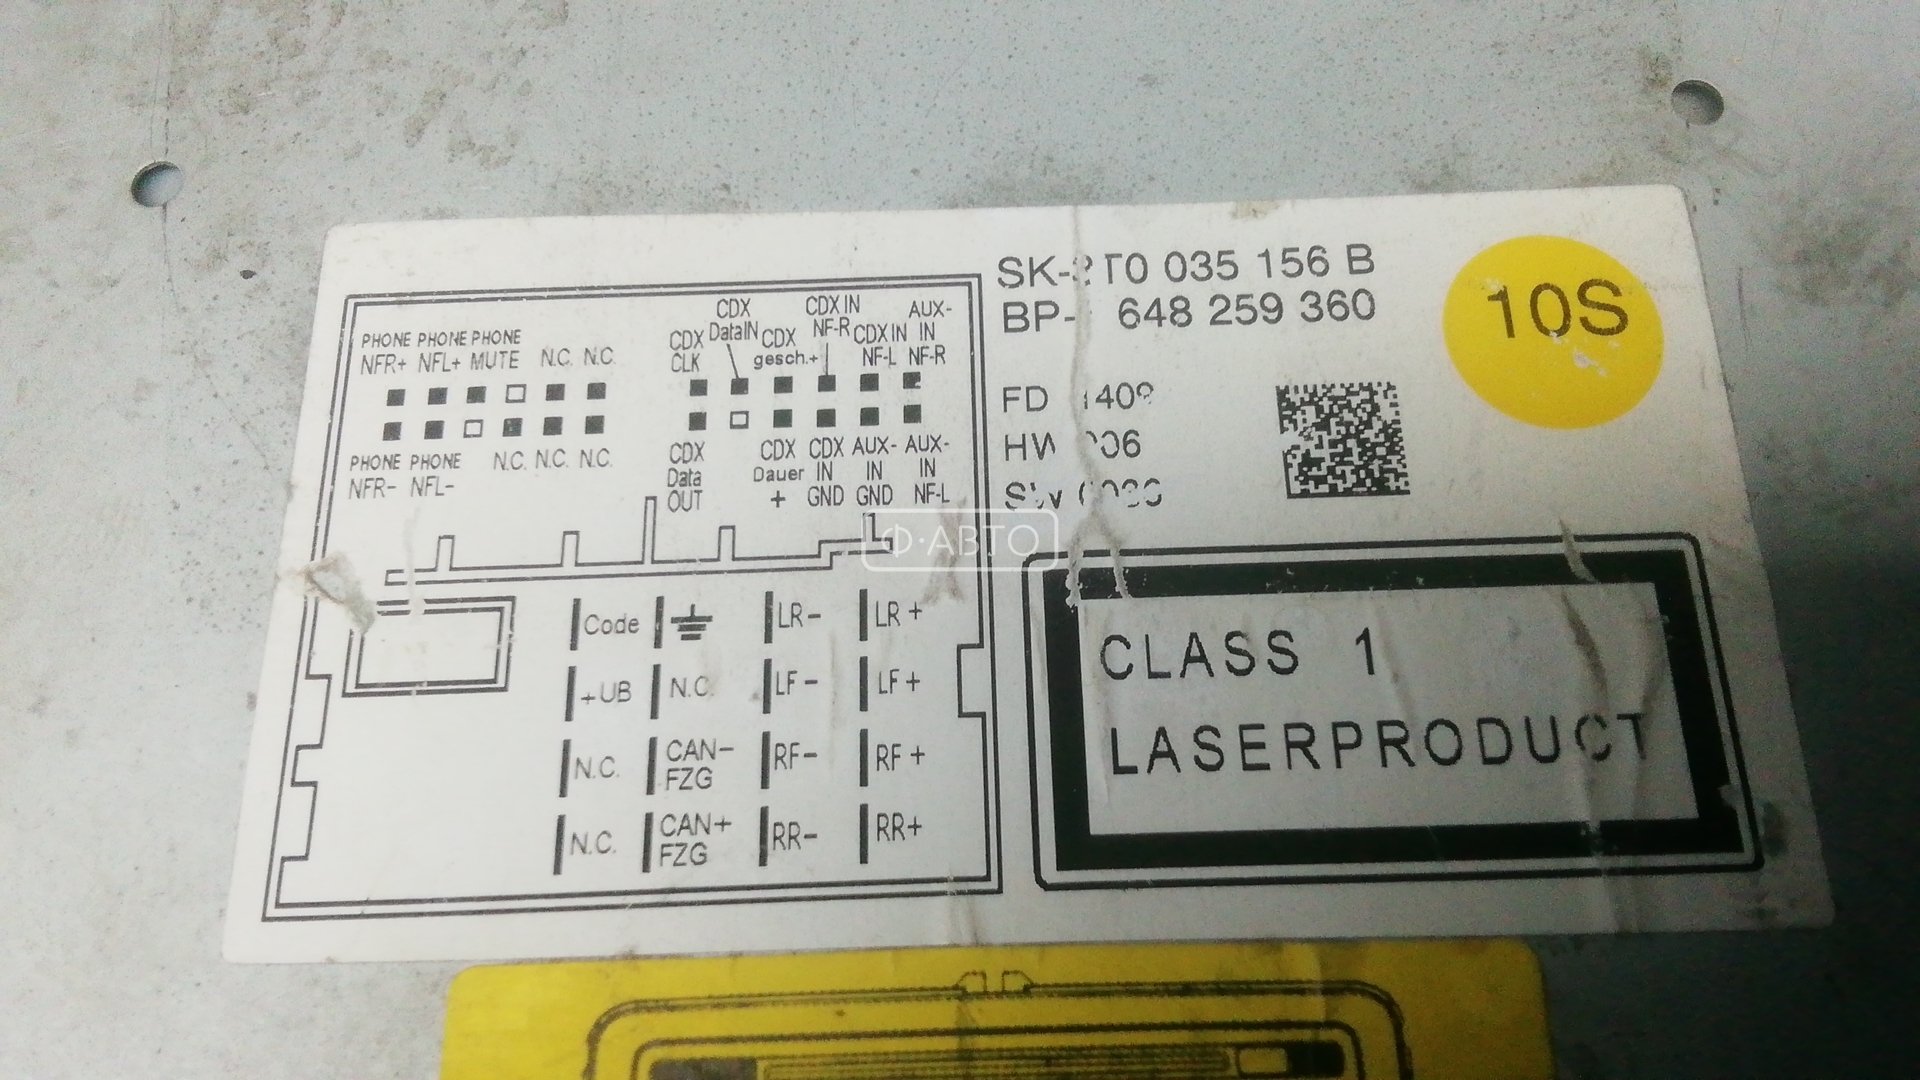 SK- T0 035 156 B
BP- 648 259 360
10S
FD 1409
HW 006
CDX CDX IN AUX-
PHONE PHONE PHONE CDX DataIN CDX NF-R CDX IN IN
NFR+ NFL+ MUTE N.C. N.C. CLK gesch.+ NF-L NF-R
PHONE PHONE N.C. N.C. N.C. CDX CDX CDX AUX- AUX-
NFR- NFL- Data Dauer IN IN IN
OUT + GND GND NF-L
Ф·АВТО
Code LR- LR+
+UB N.C. LF- LF+
N.C. CAN- RF- RF+
FZG
N.C. CAN+ RR- RR+
FZG
CLASS 1
LASERPRODUCT